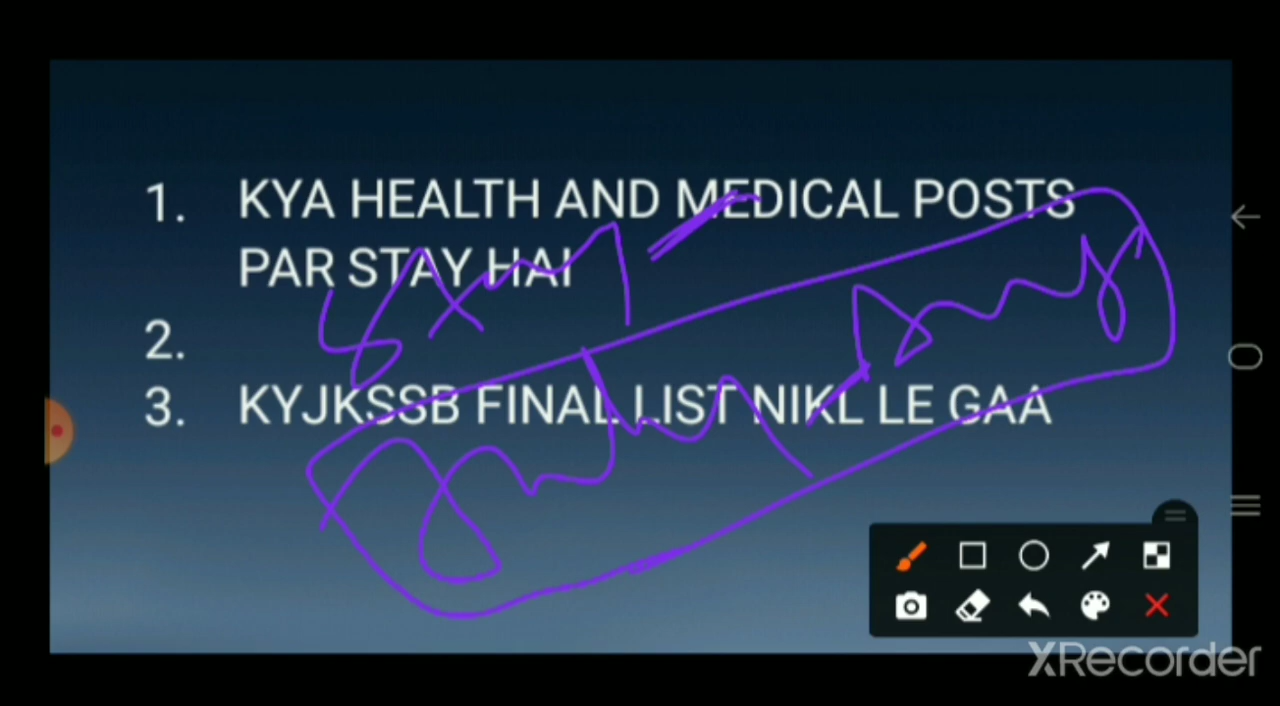 1. KYA HEALTH AND MEDICAL POSTS
PAR STAY HAI
2.
3. KYJKSSB FINAL LIST NIKL LE GAA
XRecorder